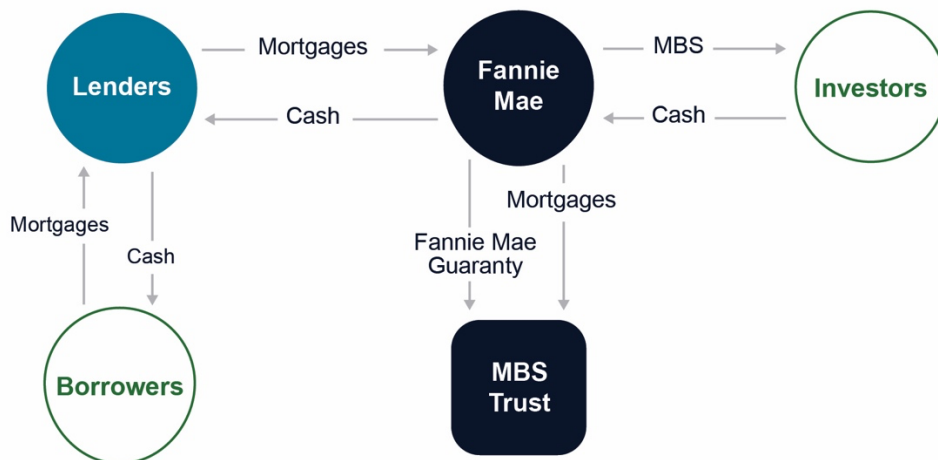 Mortgages
MBS
Lenders
Fannie
Mae
Investors
Cash
Cash
Mortgages
Cash
Mortgages
Fannie Mae
Guaranty
Borrowers
MBS
Trust